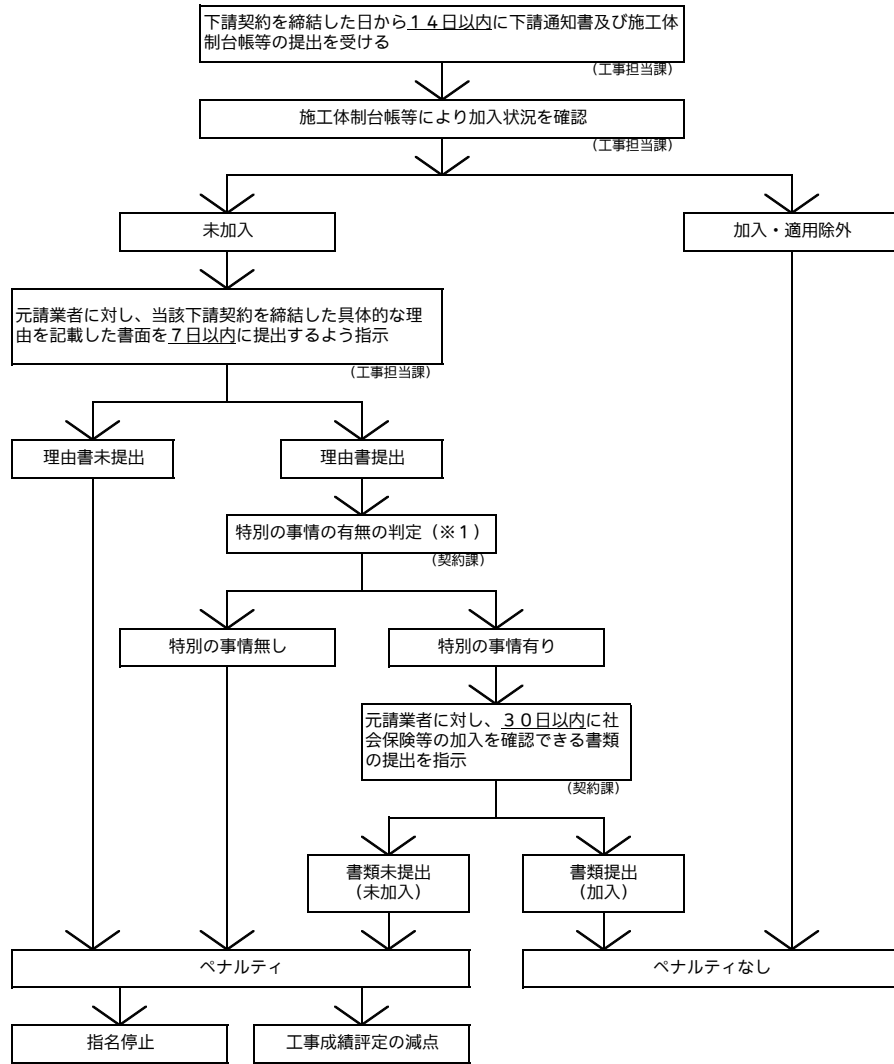 下請契約を締結した日から１４日以内に下請通知書及び施工体
制台帳等の提出を受ける
（工事担当課）
施工体制台帳等により加入状況を確認
（工事担当課）
未加入
加入・適用除外
元請業者に対し、当該下請契約を締結した具体的な理
由を記載した書面を７日以内に提出するよう指示
（工事担当課）
理由書未提出
理由書提出
特別の事情の有無の判定（※１）
（契約課）
特別の事情無し
特別の事情有り
元請業者に対し、３０日以内に社
会保険等の加入を確認できる書類
の提出を指示
（契約課）
書類未提出
（未加入）
書類提出
（加入）
ペナルティ
ペナルティなし
指名停止
工事成績評定の減点